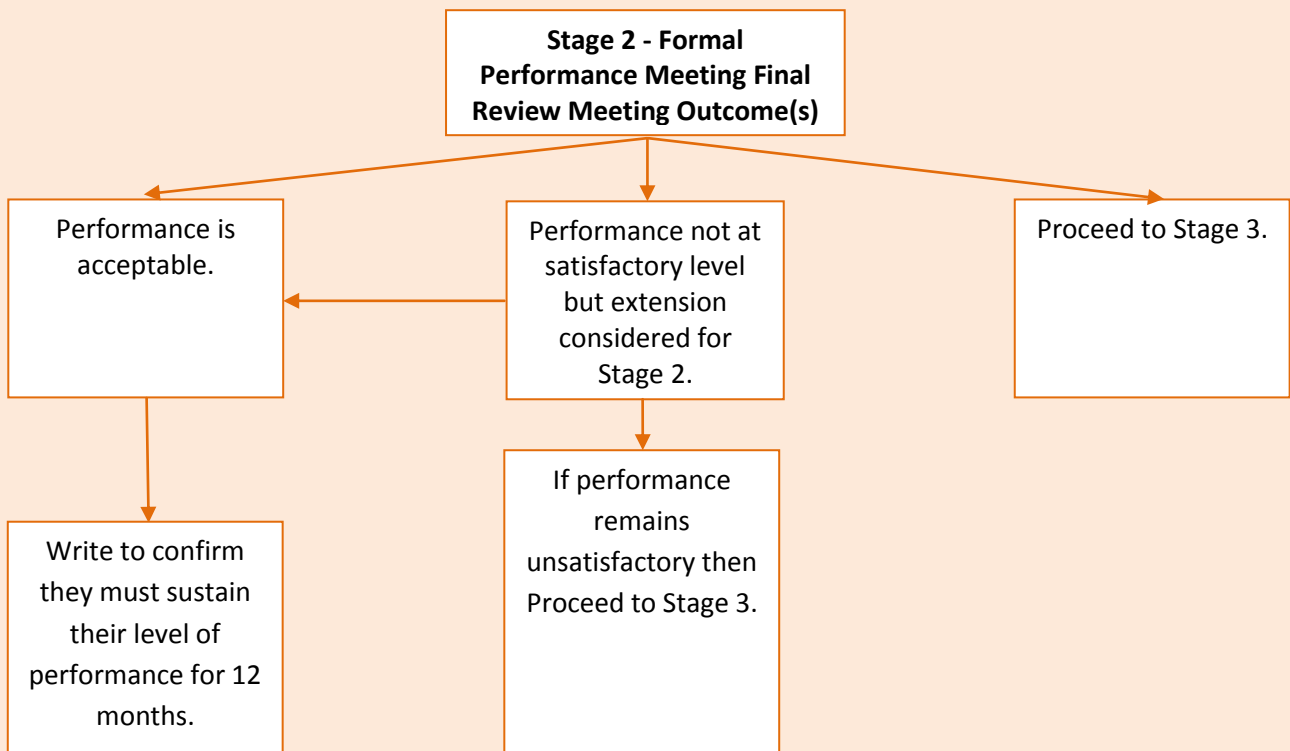 Stage 2 - Formal
Performance Meeting Final
Review Meeting Outcome(s)
Performance is
acceptable.
Performance not at
satisfactory level
but extension
considered for
Stage 2.
Proceed to Stage 3.
If performance
remains
unsatisfactory then
Proceed to Stage 3.
Write to confirm
they must sustain
their level of
performance for 12
months.